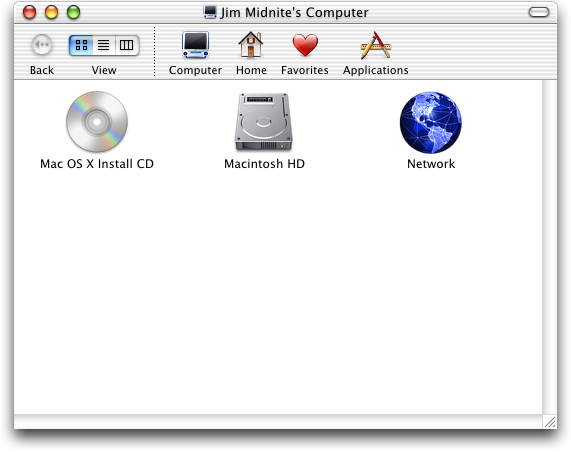 Jim Midnite's Computer
Back View Computer Home Favorites Applications
Mac OS X Install CD Macintosh HD Network